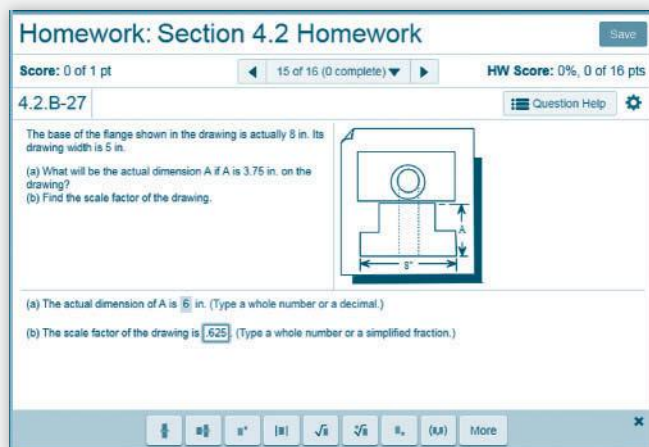 Homework: Section 4.2 Homework
Save
Score: 0 of 1 pt
15 of 16 (0 complete)
HW Score: 0%, 0 of 16 pts
4.2.B-27
Question Help
The base of the flange shown in the drawing is actually 8 in. Its
drawing width is 5 in.
(a) What will be the actual dimension A if A is 3.75 in. on the
drawing?
(b) Find the scale factor of the drawing.
A
8"
(a) The actual dimension of A is 6 in. (Type a whole number or a decimal.)
(b) The scale factor of the drawing is .625. (Type a whole number or a simplified fraction.)
(▮,▮)
More